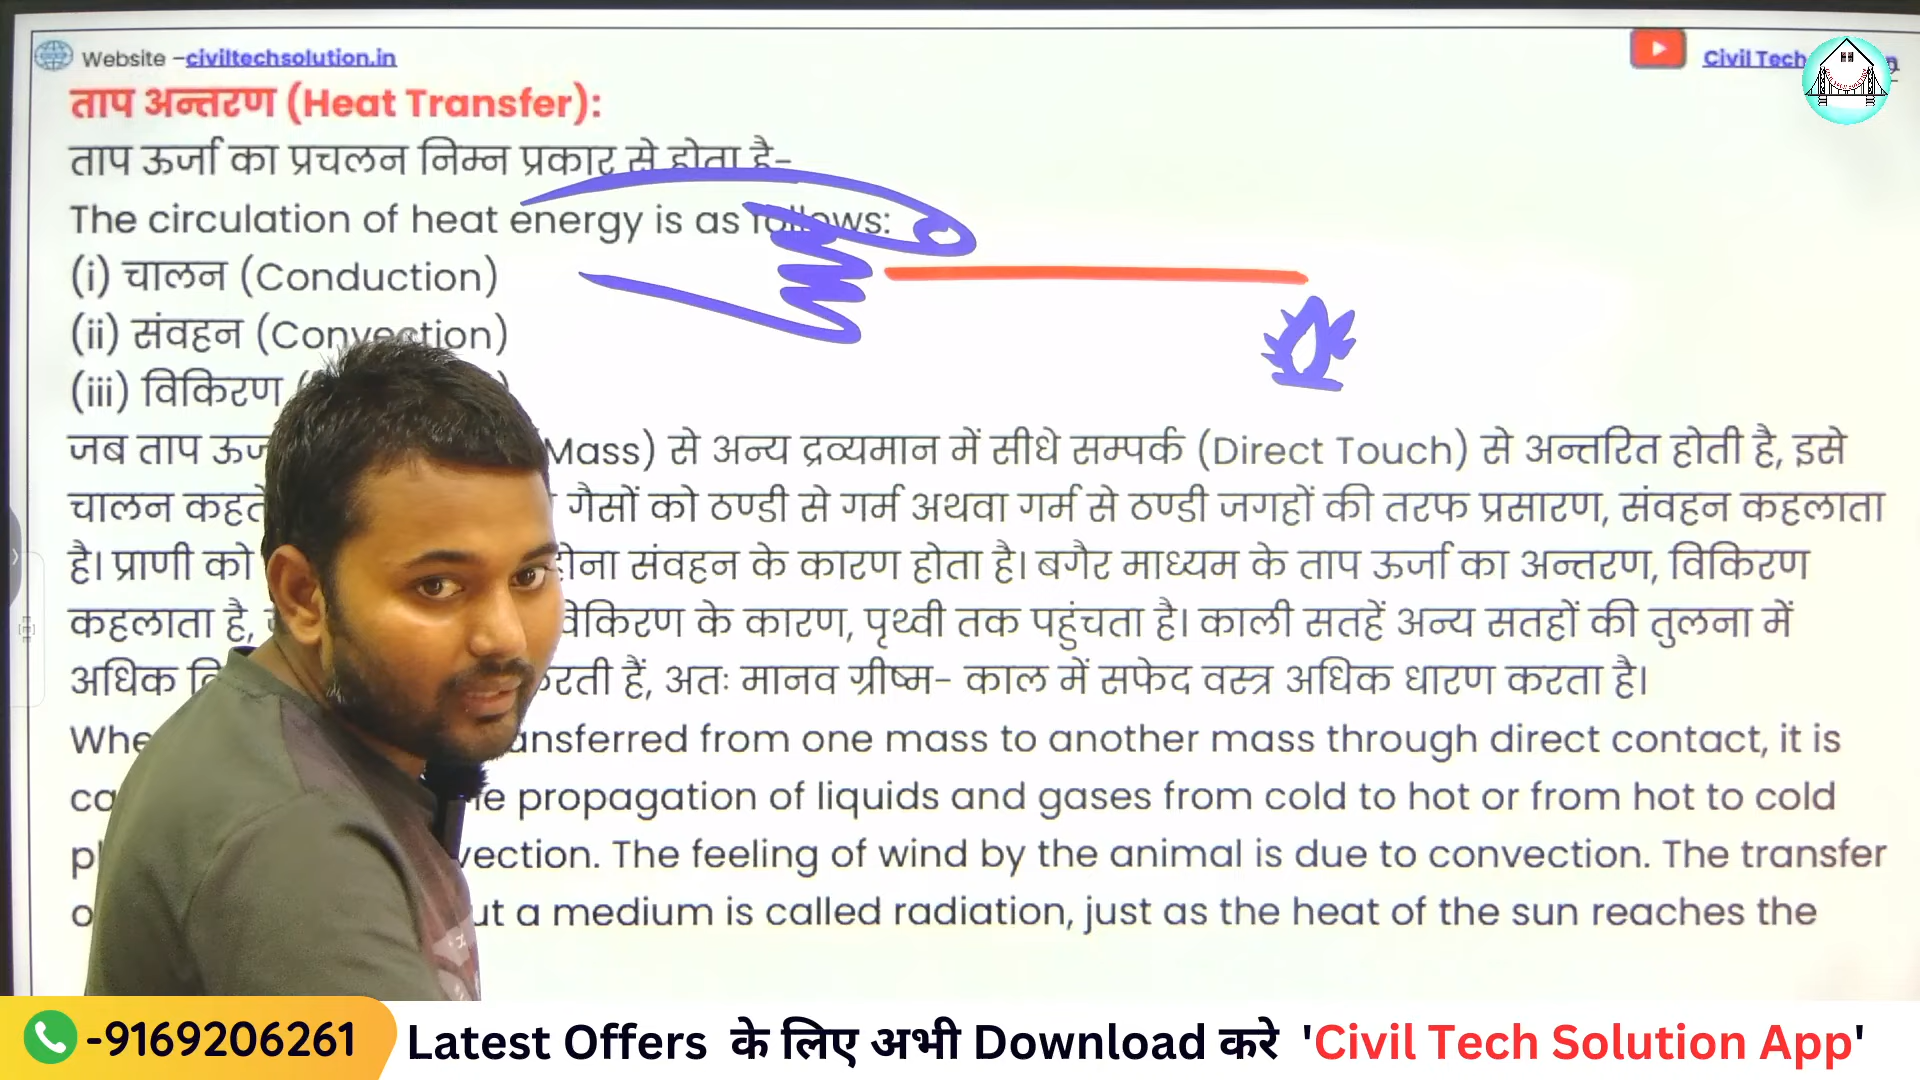 Website –civiltechsolution.in
Civil Tech
ताप अन्तरण (Heat Transfer):
ताप ऊर्जा का प्रचलन निम्न प्रकार से होता है-
The circulation of heat energy is as follows:
(i) चालन (Conduction)
(ii) संवहन (Convection)
(iii) विकिरण (
जब ताप Mass) से अन्य द्रव्यमान में सीधे सम्पर्क (Direct Touch) से अन्तरित होती है, इसे
चालन गैसों को ठण्डी से गर्म अथवा गर्म से ठण्डी जगहों की तरफ प्रसारण, संवहन कहलाता
है। प्राणी को संवहन के कारण होता है। बगैर माध्यम के ताप ऊर्जा का अन्तरण, विकिरण
कहलाता है, के कारण, पृथ्वी तक पहुंचता है। काली सतहें अन्य सतहों की तुलना में
अधिक हैं, अतः मानव ग्रीष्म- काल में सफेद वस्त्र अधिक धारण करता है।
ansferred from one mass to another mass through direct contact, it is
propagation of liquids and gases from cold to hot or from hot to cold
vection. The feeling of wind by the animal is due to convection. The transfer
ut a medium is called radiation, just as the heat of the sun reaches the
-9169206261 Latest Offers के लिए अभी Download करे 'Civil Tech Solution App'